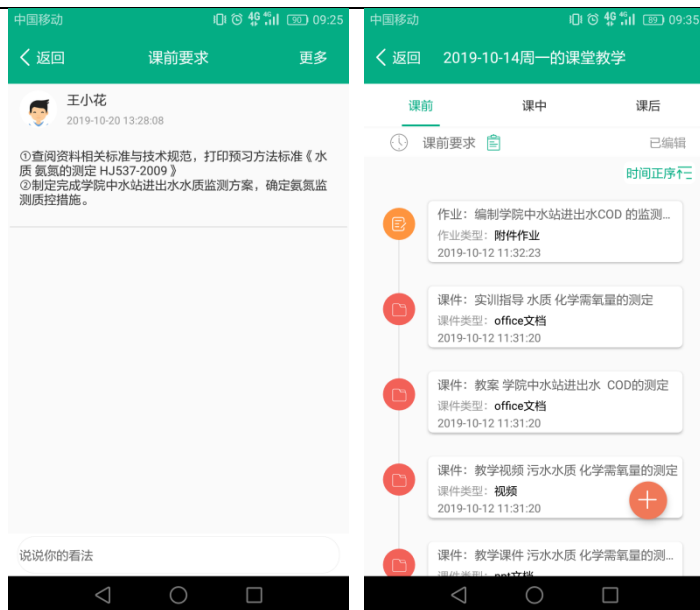 中国移动 4G 4G 90 09:25
返回 课前要求 更多
王小花
2019-10-20 13:28:08
①查阅资料相关标准与技术规范，打印预习方法标准《水
质 氨氮的测定 HJ537-2009》
②制定完成学院中水站进出水水质监测方案，确定氨氮监
测质控措施。
说说你的看法
中国移动 4G 4G 89 09:35
返回 2019-10-14周一的课堂教学
课前 课中 课后
课前要求 已编辑
时间正序
作业：编制学院中水站进出水COD 的监测...
作业类型：附件作业
2019-10-12 11:32:23
课件：实训指导 水质 化学需氧量的测定
课件类型：office文档
2019-10-12 11:31:20
课件：教案 学院中水站进出水 COD的测定
课件类型：office文档
2019-10-12 11:31:20
课件：教学视频 污水水质 化学需氧量的测定
课件类型：视频
2019-10-12 11:31:20
课件：教学课件 污水水质 化学需氧量的测...
课件类型：ppt文档